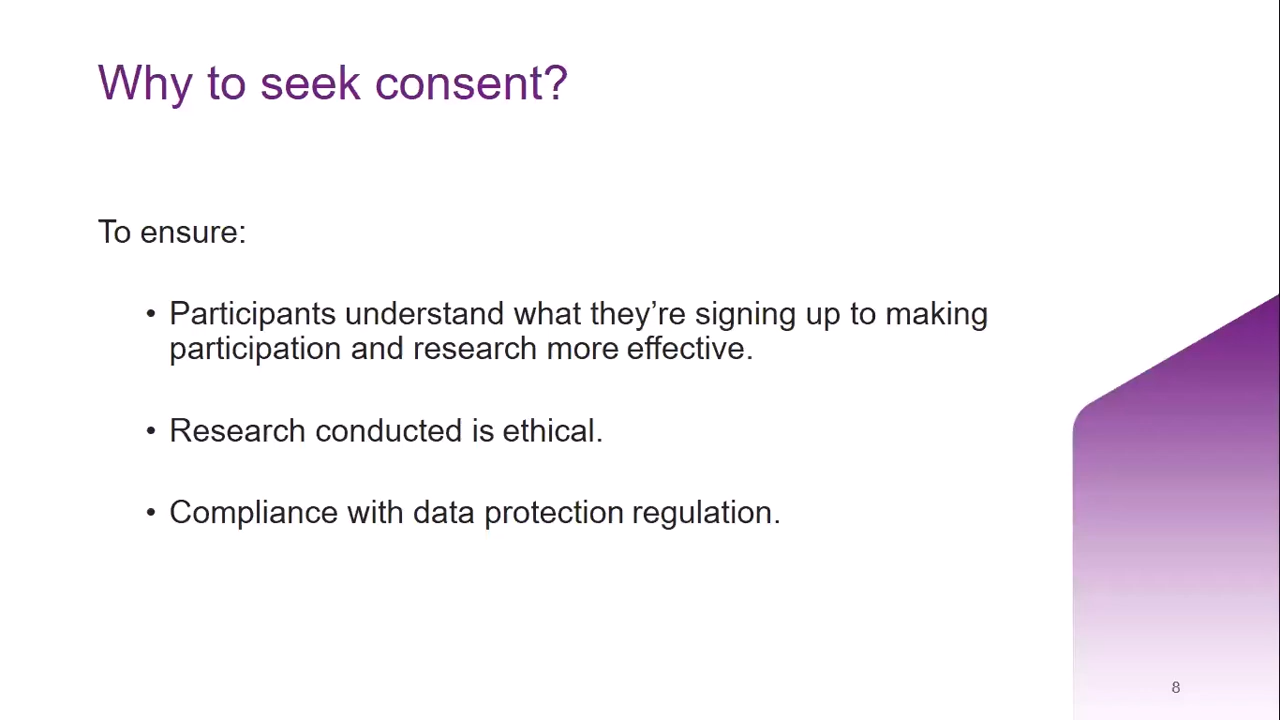 Why to seek consent?
To ensure:
• Participants understand what they’re signing up to making
participation and research more effective.
• Research conducted is ethical.
• Compliance with data protection regulation.
8